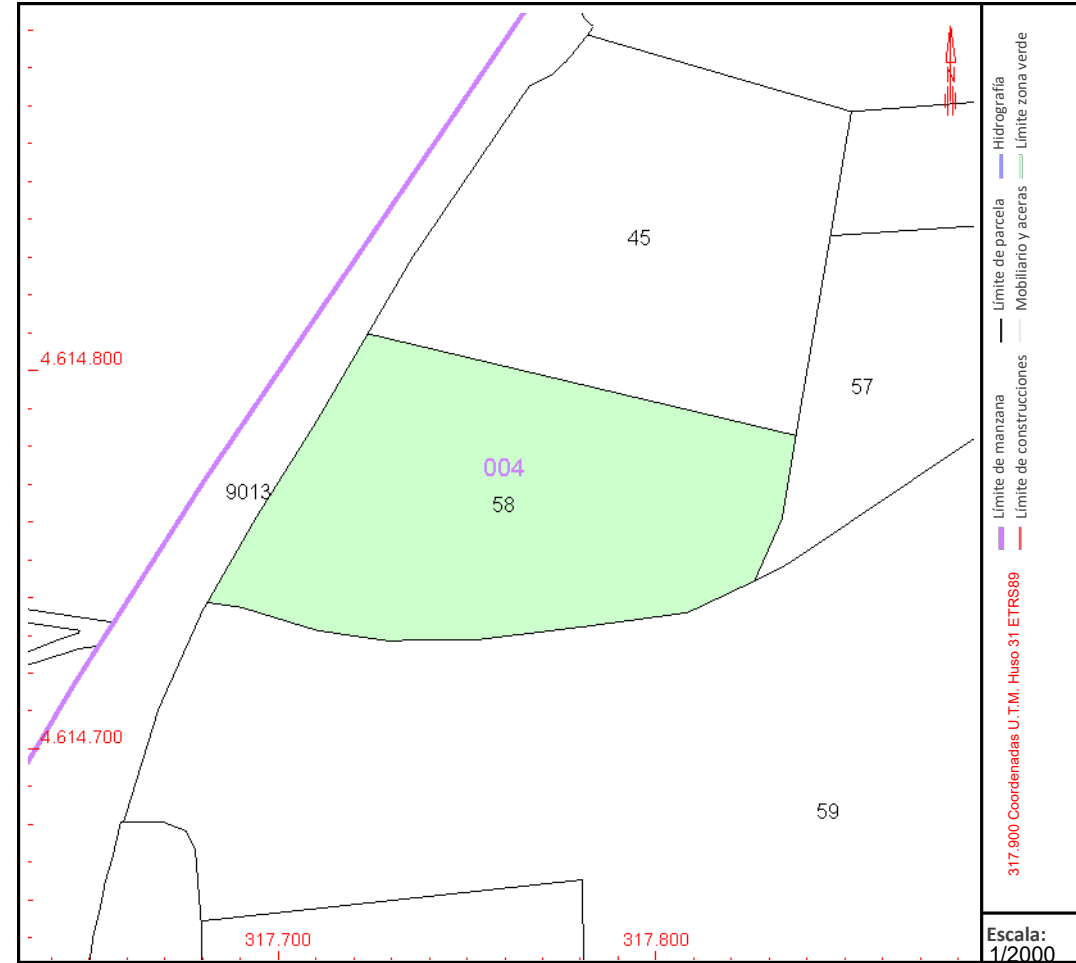 45
4.614.800
57
004
9013
58
4.614.700
59
317.700
317.800
N
Límite de manzana
Límite de parcela
Hidrografía
Límite de construcciones
Mobiliario y aceras
Límite zona verde
317.900 Coordenadas U.T.M. Huso 31 ETRS89
Escala:
1/2000